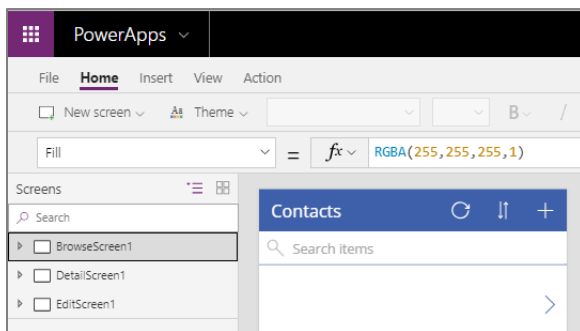 PowerApps
File Home Insert View Action
New screen Theme B /
Fill = fx RGBA(255,255,255,1)
Screens
Search
BrowseScreen1
DetailScreen1
EditScreen1
Contacts
Search items